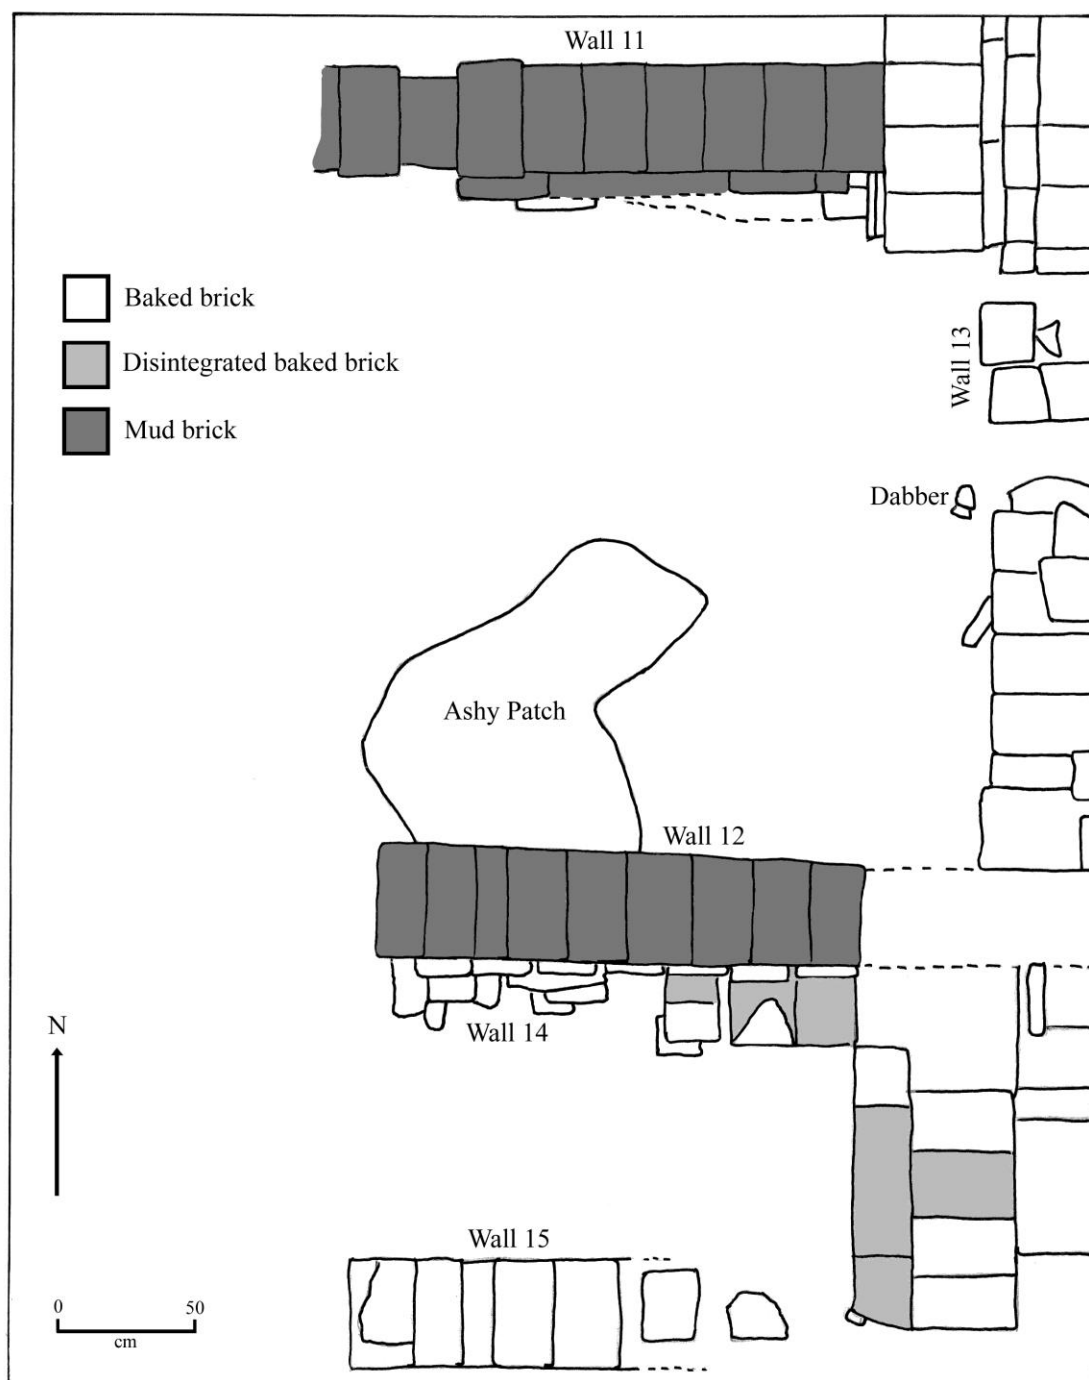 Wall 11
Baked brick
Disintegrated baked brick
Mud brick
Wall 13
Dabber
Ashy Patch
Wall 12
N
Wall 14
Wall 15
0 50
cm